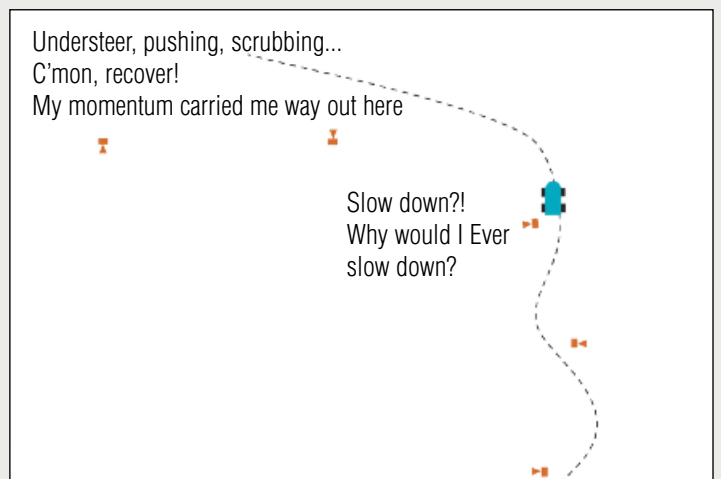 Understeer, pushing, scrubbing...
C’mon, recover!
My momentum carried me way out here
Slow down?!
Why would I Ever
slow down?